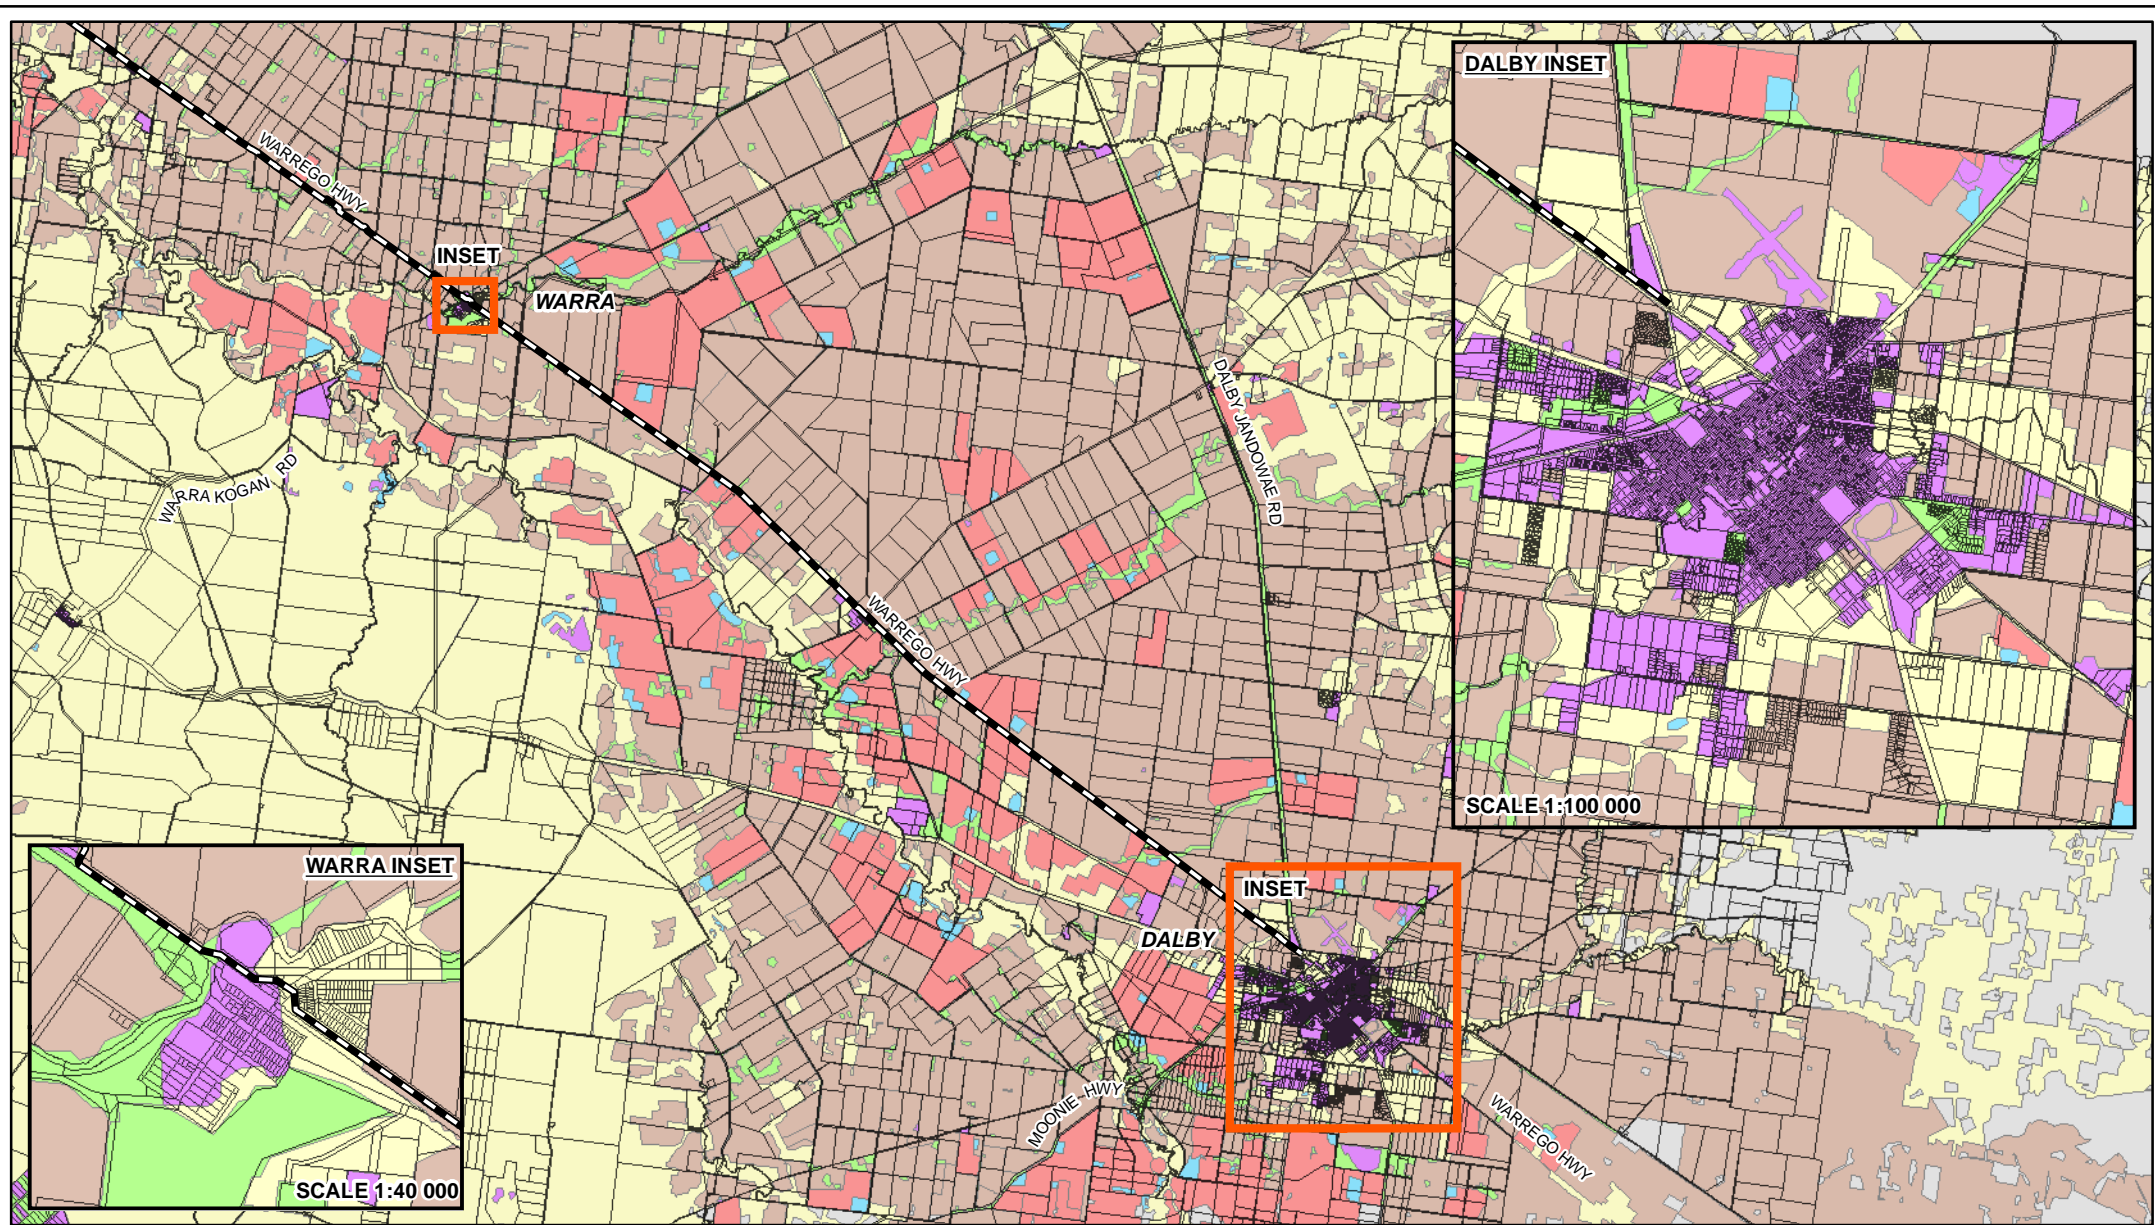 DALBY INSET
WARREGO HWY
INSET
WARRA
DALBY JANDOWAE RD
WARRA KOGAN RD
WARREGO HWY
SCALE 1:100 000
WARRA INSET
INSET
DALBY
MOONIE HWY
WARREGO HWY
SCALE 1:40 000